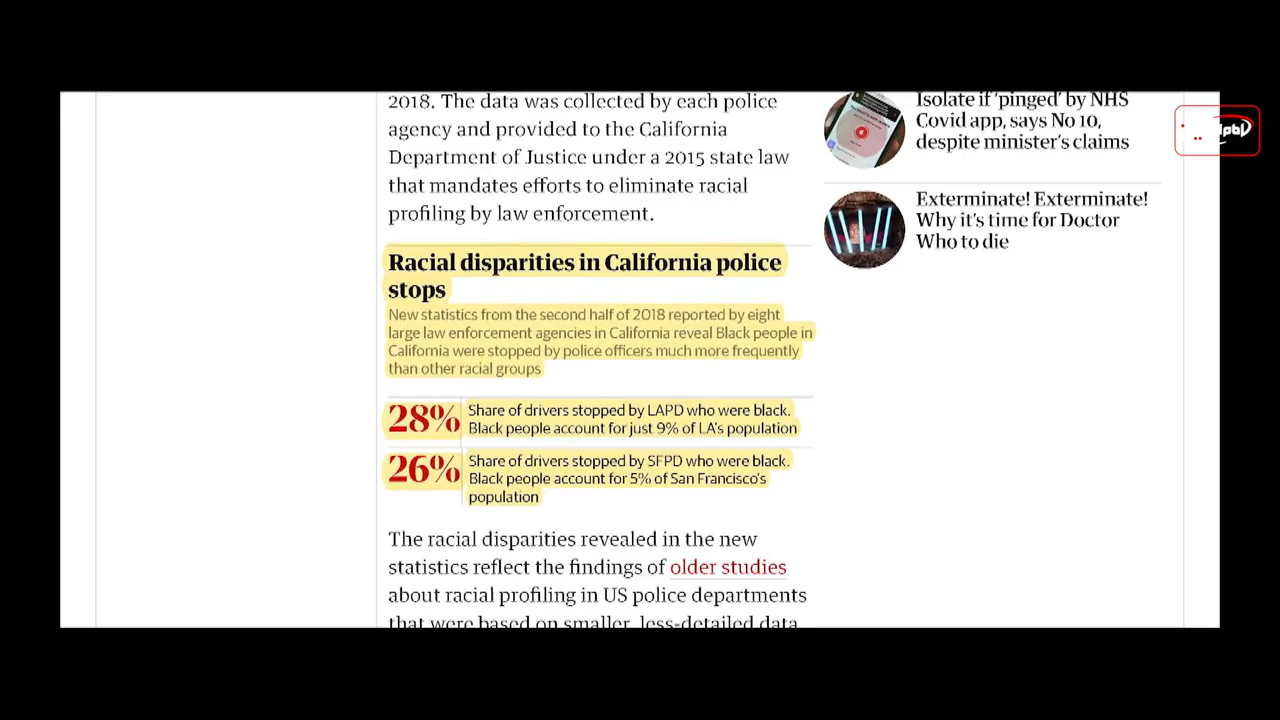 2018. The data was collected by each police
agency and provided to the California
Department of Justice under a 2015 state law
that mandates efforts to eliminate racial
profiling by law enforcement.
Racial disparities in California police
stops
New statistics from the second half of 2018 reported by eight
large law enforcement agencies in California reveal Black people in
California were stopped by police officers much more frequently
than other racial groups
28%
Share of drivers stopped by LAPD who were black.
Black people account for just 9% of LA's population
26%
Share of drivers stopped by SFPD who were black.
Black people account for 5% of San Francisco's
population
The racial disparities revealed in the new
statistics reflect the findings of older studies
about racial profiling in US police departments
that were based on smaller, less-detailed data
Isolate if ‘pinged’ by NHS
Covid app, says No 10,
despite minister’s claims
Exterminate! Exterminate!
Why it’s time for Doctor
Who to die